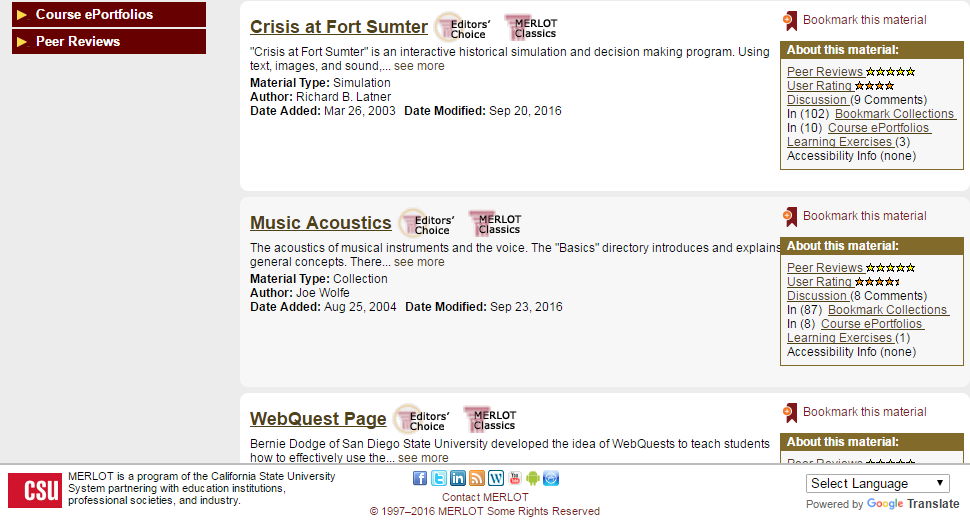 Course ePortfolios
Peer Reviews
Crisis at Fort Sumter Editors' Choice MERLOT Classics
"Crisis at Fort Sumter" is an interactive historical simulation and decision making program. Using
text, images, and sound,... see more
Material Type: Simulation
Author: Richard B. Latner
Date Added: Mar 26, 2003 Date Modified: Sep 20, 2016
Bookmark this material
About this material:
Peer Reviews
User Rating
Discussion (9 Comments)
In (102) Bookmark Collections
In (10) Course ePortfolios
Learning Exercises (3)
Accessibility Info (none)
Music Acoustics Editors' Choice MERLOT Classics
The acoustics of musical instruments and the voice. The "Basics" directory introduces and explains
general concepts. There... see more
Material Type: Collection
Author: Joe Wolfe
Date Added: Aug 25, 2004 Date Modified: Sep 23, 2016
Bookmark this material
About this material:
Peer Reviews
User Rating
Discussion (8 Comments)
In (87) Bookmark Collections
In (8) Course ePortfolios
Learning Exercises (1)
Accessibility Info (none)
WebQuest Page Editors' Choice MERLOT Classics
Bernie Dodge of San Diego State University developed the idea of WebQuests to teach students
how to effectively use the... see more
Bookmark this material
About this material:
Peer Reviews
CSU
MERLOT is a program of the California State University
System partnering with education institutions,
professional societies, and industry.
Contact MERLOT
© 1997–2016 MERLOT Some Rights Reserved
Select Language
Powered by Google Translate